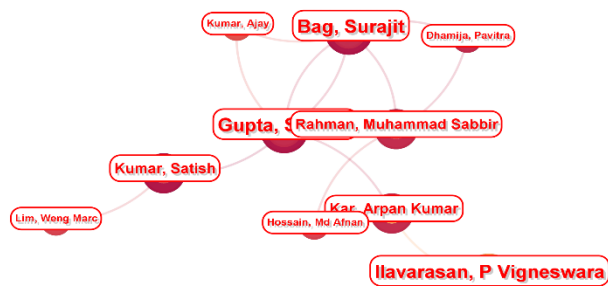 Kumar, Ajay
Bag, Surajit
Dhamija, Pavitra
Gupta, S
Rahman, Muhammad Sabbir
Kumar, Satish
Lim, Weng Marc
Kar, Arpan Kumar
Hossain, Md Afnan
Ilavarasan, P Vigneswara